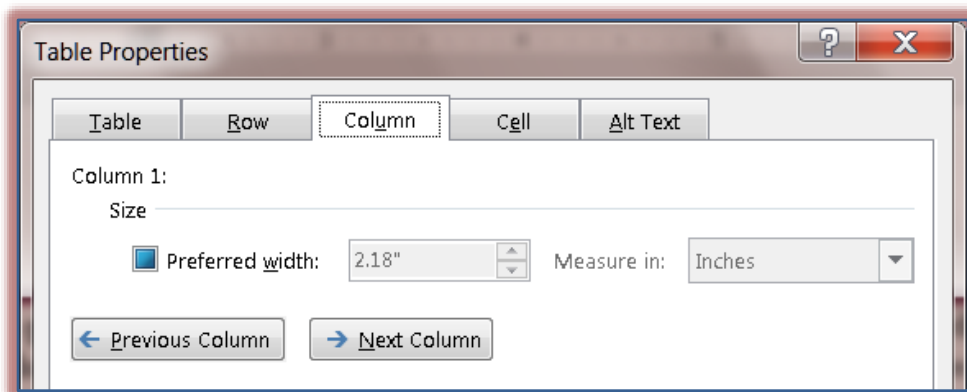 Table Properties
Table Row Column Cell Alt Text
Column 1:
Size
Preferred width: 2.18" Measure in: Inches
Previous Column Next Column